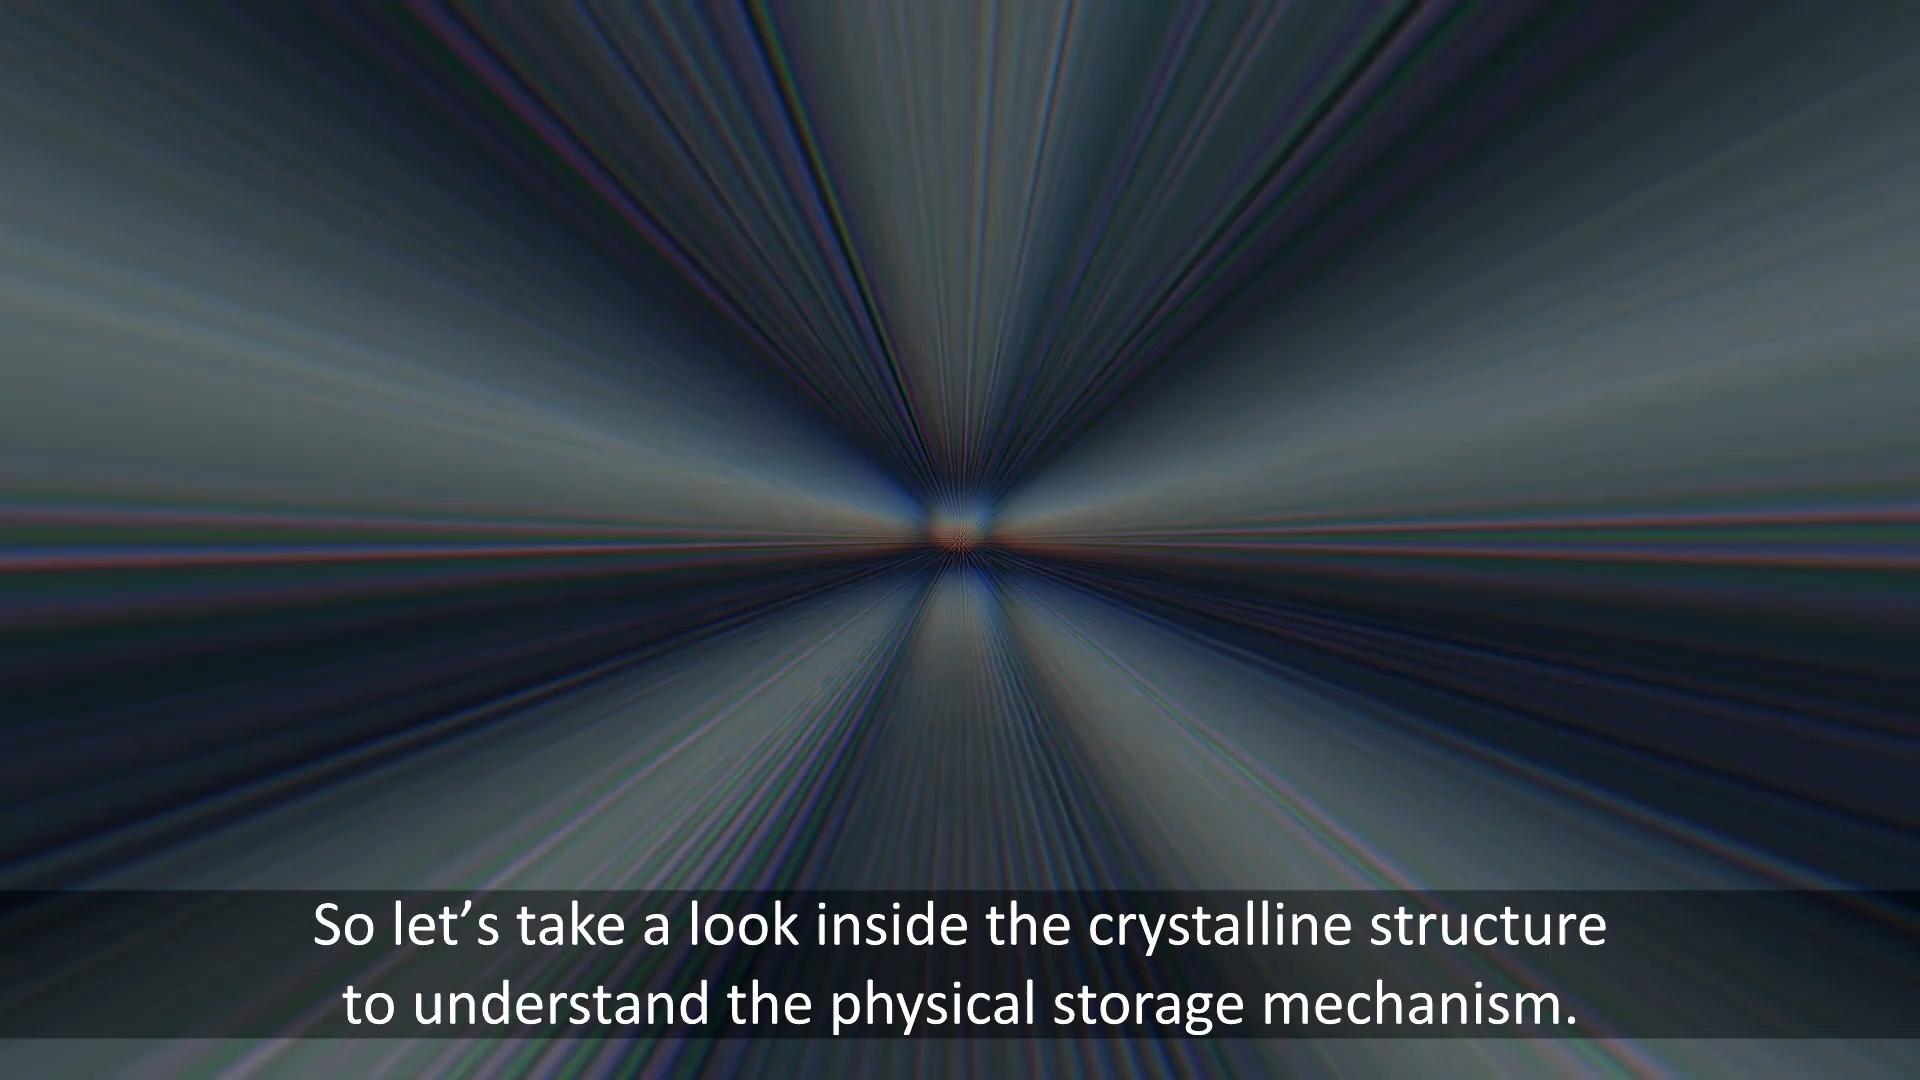 So let’s take a look inside the crystalline structure
to understand the physical storage mechanism.